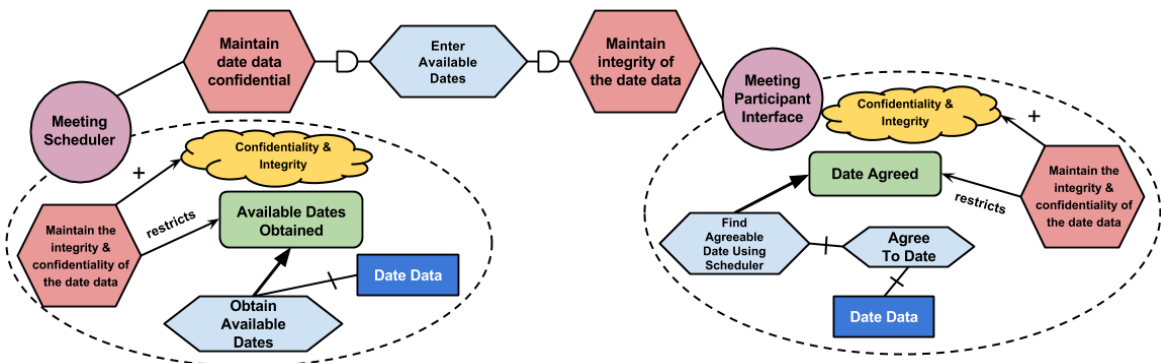 Maintain
date data
confidential
Enter
Available
Dates
Maintain
integrity of
the date data
Meeting
Scheduler
Meeting
Participant
Interface
Confidentiality &
Integrity
+
Maintain the
integrity &
confidentiality of
the date data
restricts
Available Dates
Obtained
Date Data
Obtain
Available
Dates
Confidentiality &
Integrity
+
Date Agreed
restricts
Maintain the
integrity &
confidentiality of
the date data
Find
Agreeable
Date Using
Scheduler
Agree
To Date
Date Data